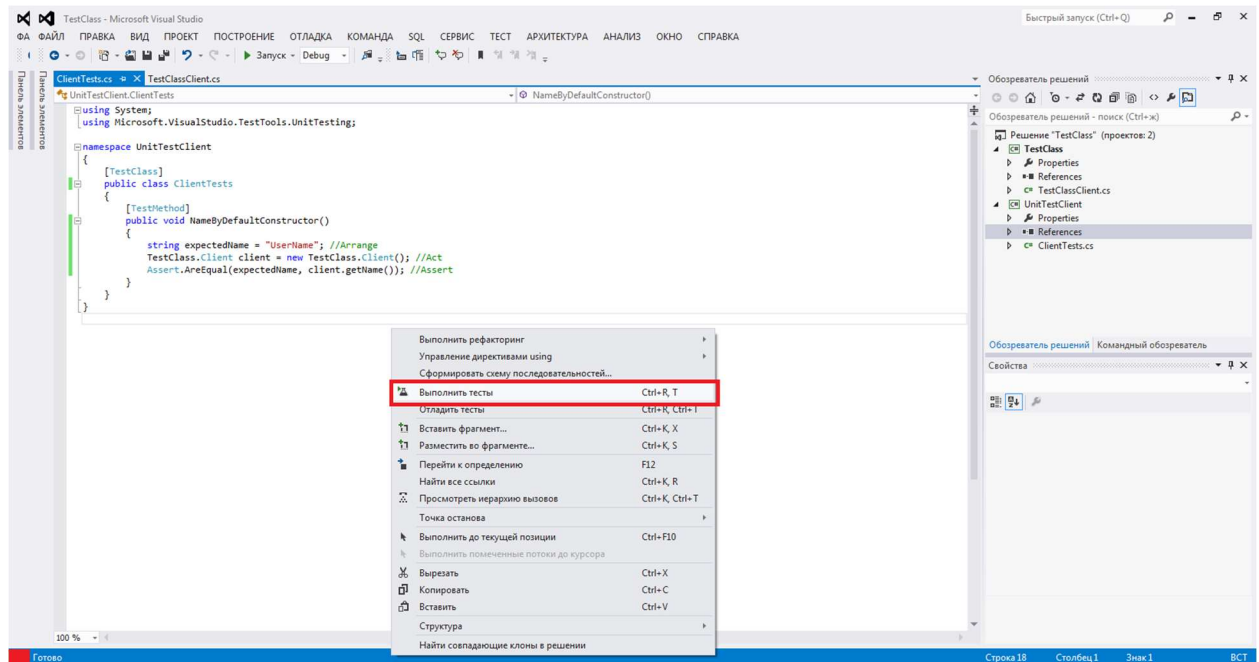 TestClass - Microsoft Visual Studio
Быстрый запуск (Ctrl+Q)
ФА ФАЙЛ ПРАВКА ВИД ПРОЕКТ ПОСТРОЕНИЕ ОТЛАДКА КОМАНДА SQL СЕРВИС ТЕСТ АРХИТЕКТУРА АНАЛИЗ ОКНО СПРАВКА
Запуск Debug
Панель элементов
Панель элементов
ClientTests.cs TestClassClient.cs
UnitTestClient.ClientTests
NameByDefaultConstructor()
using System;
using Microsoft.VisualStudio.TestTools.UnitTesting;
namespace UnitTestClient
{
[TestClass]
public class ClientTests
{
[TestMethod]
public void NameByDefaultConstructor()
{
string expectedName = "UserName"; //Arrange
TestClass.Client client = new TestClass.Client(); //Act
Assert.AreEqual(expectedName, client.getName()); //Assert
}
}
}
Выполнить рефакторинг
Управление директивами using
Сформировать схему последовательностей...
Выполнить тесты Ctrl+R, T
Отладить тесты Ctrl+R, Ctrl+T
Вставить фрагмент... Ctrl+K, X
Разместить во фрагменте... Ctrl+K, S
Перейти к определению F12
Найти все ссылки Ctrl+K, R
Просмотреть иерархию вызовов Ctrl+K, Ctrl+T
Точка останова
Выполнить до текущей позиции Ctrl+F10
Выполнить помеченные потоки до курсора
Вырезать Ctrl+X
Копировать Ctrl+C
Вставить Ctrl+V
Структура
Найти совпадающие клоны в решении
Обозреватель решений
Обозреватель решений - поиск (Ctrl+ж)
Решение "TestClass" (проектов: 2)
TestClass
Properties
References
TestClassClient.cs
UnitTestClient
Properties
References
ClientTests.cs
Обозреватель решений Командный обозреватель
Свойства
100 %
Готово
Строка 18 Столбец 1 Знак 1 ВСТ